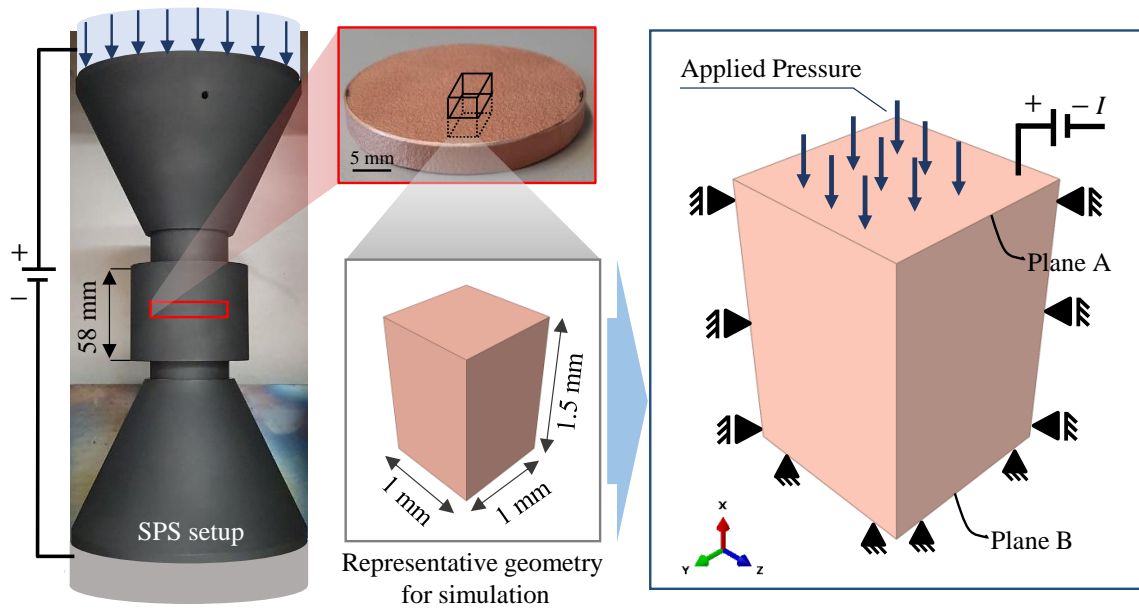 +
−
58 mm
SPS setup
5 mm
1.5 mm
1 mm
1 mm
Representative geometry
for simulation
Applied Pressure
+
− I
Plane A
Plane B
X
Y
Z